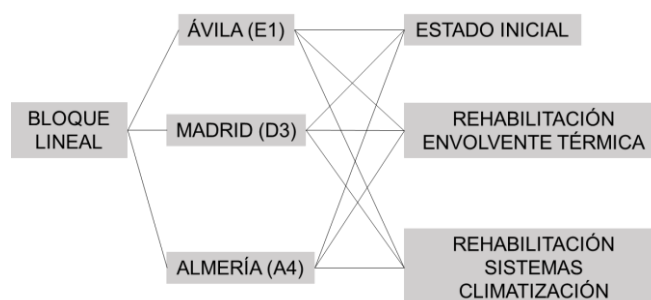 BLOQUE
LINEAL
ÁVILA (E1)
MADRID (D3)
ALMERÍA (A4)
ESTADO INICIAL
REHABILITACIÓN
ENVOLVENTE TÉRMICA
REHABILITACIÓN
SISTEMAS
CLIMATIZACIÓN